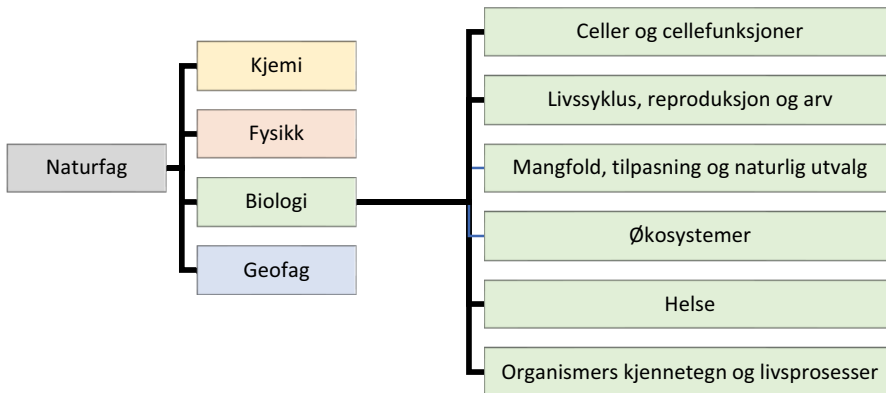 Naturfag
Kjemi
Fysikk
Biologi
Geofag
Celler og cellefunksjoner
Livssyklus, reproduksjon og arv
Mangfold, tilpasning og naturlig utvalg
Økosystemer
Helse
Organismers kjennetegn og livsprosesser